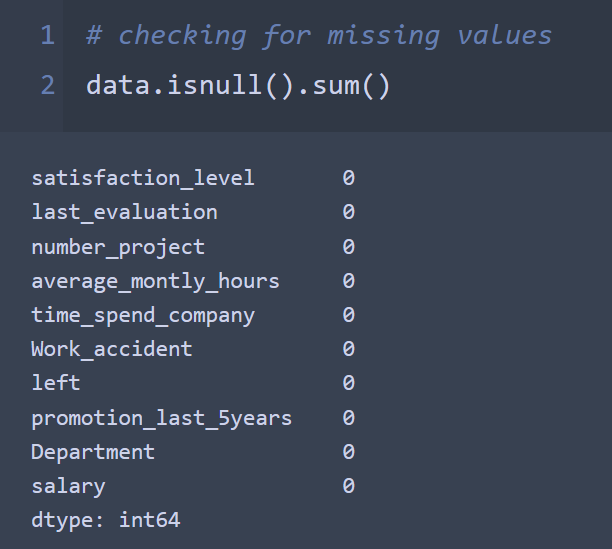 1 # checking for missing values
2 data.isnull().sum()
satisfaction_level 0
last_evaluation 0
number_project 0
average_montly_hours 0
time_spend_company 0
Work_accident 0
left 0
promotion_last_5years 0
Department 0
salary 0
dtype: int64